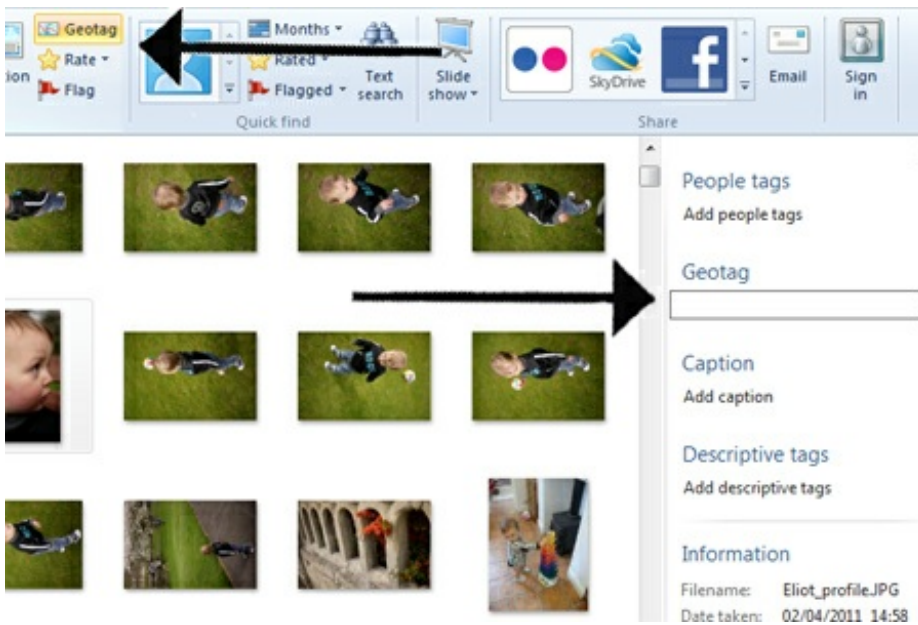 Geotag
Months
Rate
Rated
Flag
Flagged
Text
search
Slide
show
SkyDrive
f
Email
Sign
in
Quick find
Share
People tags
Add people tags
Geotag
Caption
Add caption
Descriptive tags
Add descriptive tags
Information
Filename: Eliot_profile.JPG
Date taken: 02/04/2011 14:58